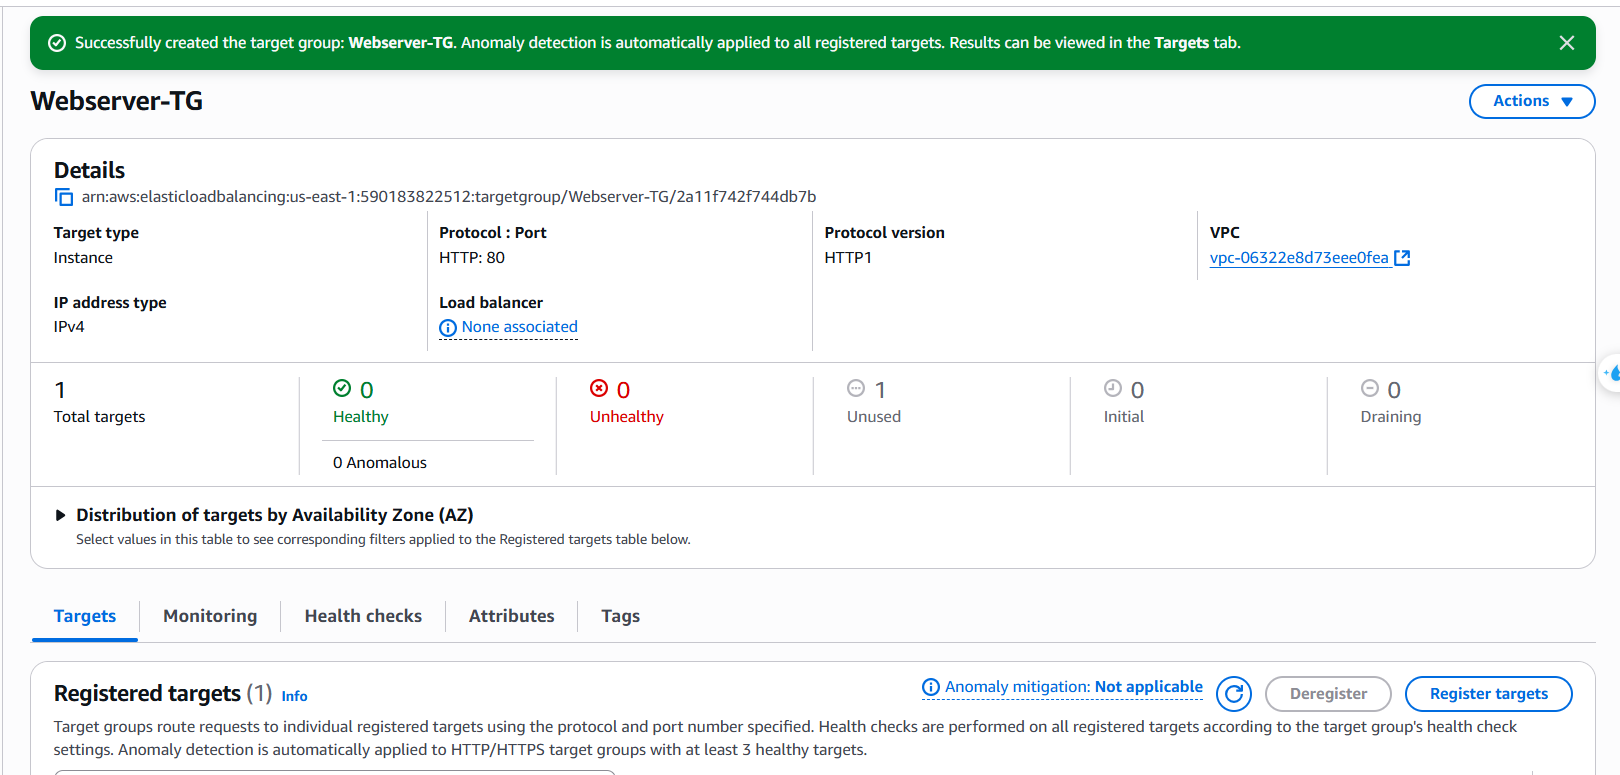 Successfully created the target group: Webserver-TG. Anomaly detection is automatically applied to all registered targets. Results can be viewed in the Targets tab.
Webserver-TG
Actions
Details
arn:aws:elasticloadbalancing:us-east-1:590183822512:targetgroup/Webserver-TG/2a11f742f744db7b
Target type
Instance
Protocol : Port
HTTP: 80
Protocol version
HTTP1
VPC
vpc-06322e8d73eee0fea
IP address type
IPv4
Load balancer
None associated
1
Total targets
0
Healthy
0 Anomalous
0
Unhealthy
1
Unused
0
Initial
0
Draining
Distribution of targets by Availability Zone (AZ)
Select values in this table to see corresponding filters applied to the Registered targets table below.
Targets
Monitoring
Health checks
Attributes
Tags
Registered targets (1) Info
Anomaly mitigation: Not applicable
Deregister
Register targets
Target groups route requests to individual registered targets using the protocol and port number specified. Health checks are performed on all registered targets according to the target group's health check
settings. Anomaly detection is automatically applied to HTTP/HTTPS target groups with at least 3 healthy targets.